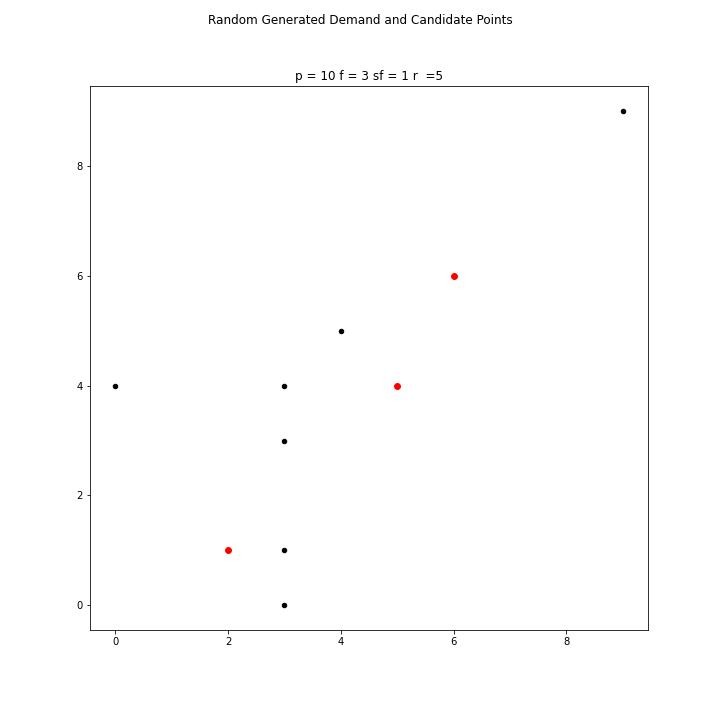 Random Generated Demand and Candidate Points
p = 10 f = 3 sf = 1 r  =5
8
6
4
2
0
0 2 4 6 8